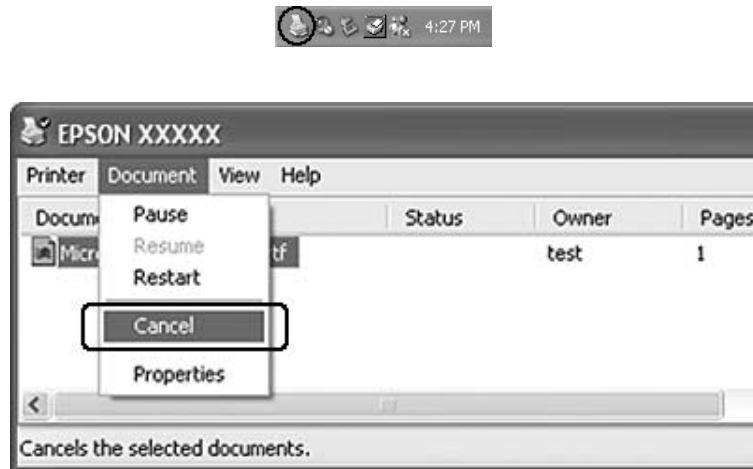 4:27 PM
EPSON XXXXX
Printer Document View Help
Status Owner Pages
Pause
test 1
Resume
Restart
Cancel
Properties
Cancels the selected documents.